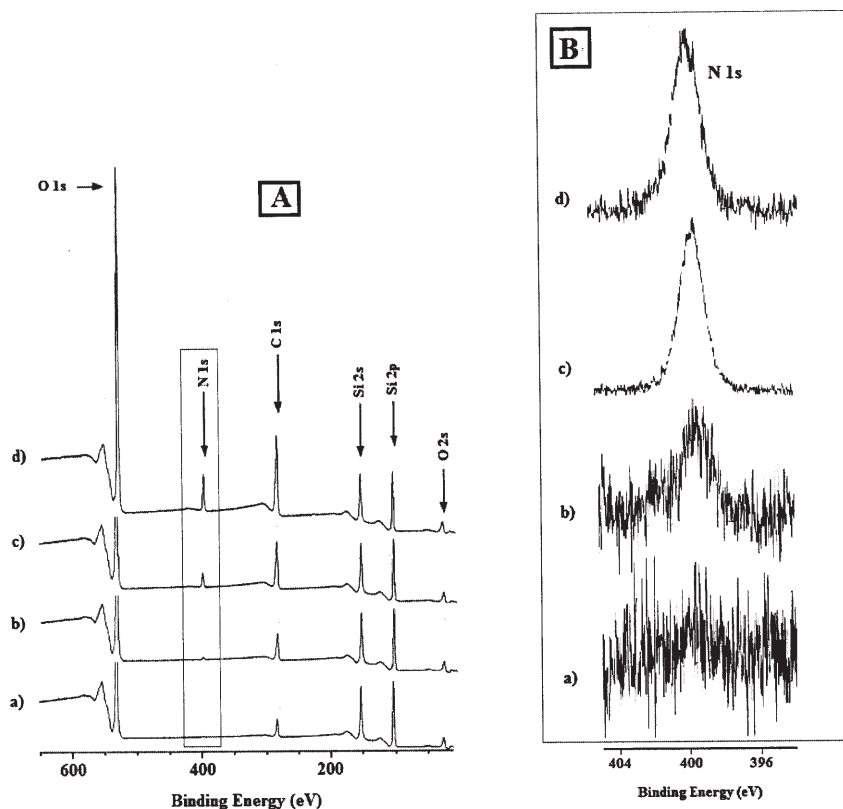 A
O 1s
N 1s
C 1s
Si 2s
Si 2p
O 2s
d)
c)
b)
a)
600 400 200
Binding Energy (eV)
B
N 1s
d)
c)
b)
a)
404 400 396
Binding Energy (eV)